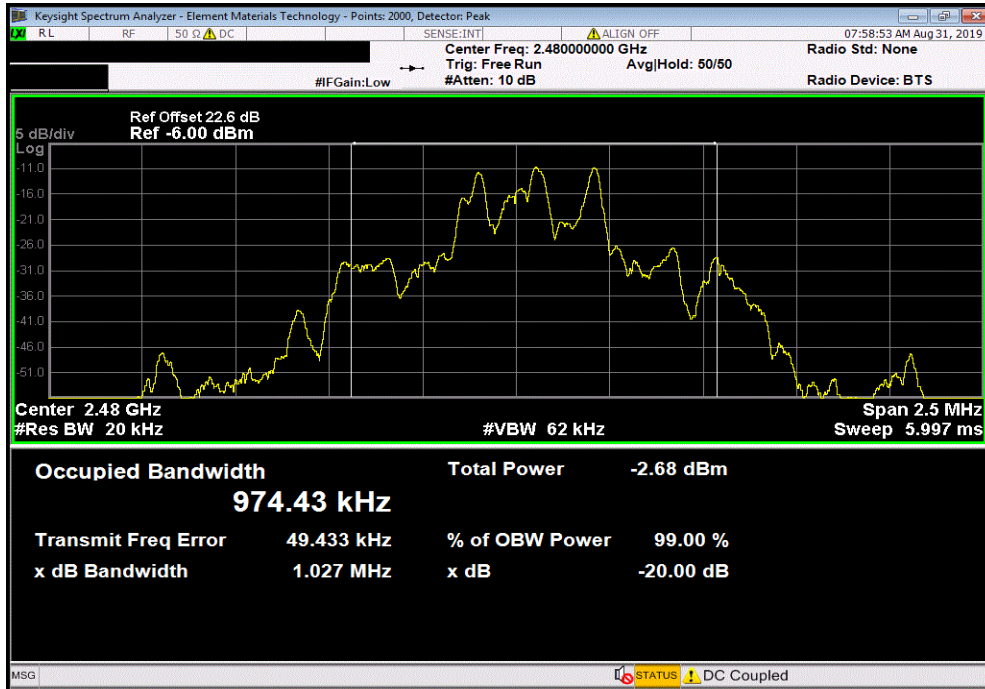 Keysight Spectrum Analyzer - Element Materials Technology - Points: 2000, Detector: Peak
LXI RL RF 50 Ω DC SENSE:INT ALIGN OFF 07:58:53 AM Aug 31, 2019
Center Freq: 2.480000000 GHz Radio Std: None
Trig: Free Run Avg|Hold: 50/50
#IFGain:Low #Atten: 10 dB Radio Device: BTS
Ref Offset 22.6 dB
5 dB/div Ref -6.00 dBm
Log
-11.0
-16.0
-21.0
-26.0
-31.0
-36.0
-41.0
-46.0
-51.0
Center 2.48 GHz Span 2.5 MHz
#Res BW 20 kHz #VBW 62 kHz Sweep 5.997 ms
Occupied Bandwidth Total Power -2.68 dBm
974.43 kHz
Transmit Freq Error 49.433 kHz % of OBW Power 99.00 %
x dB Bandwidth 1.027 MHz x dB -20.00 dB
MSG STATUS DC Coupled